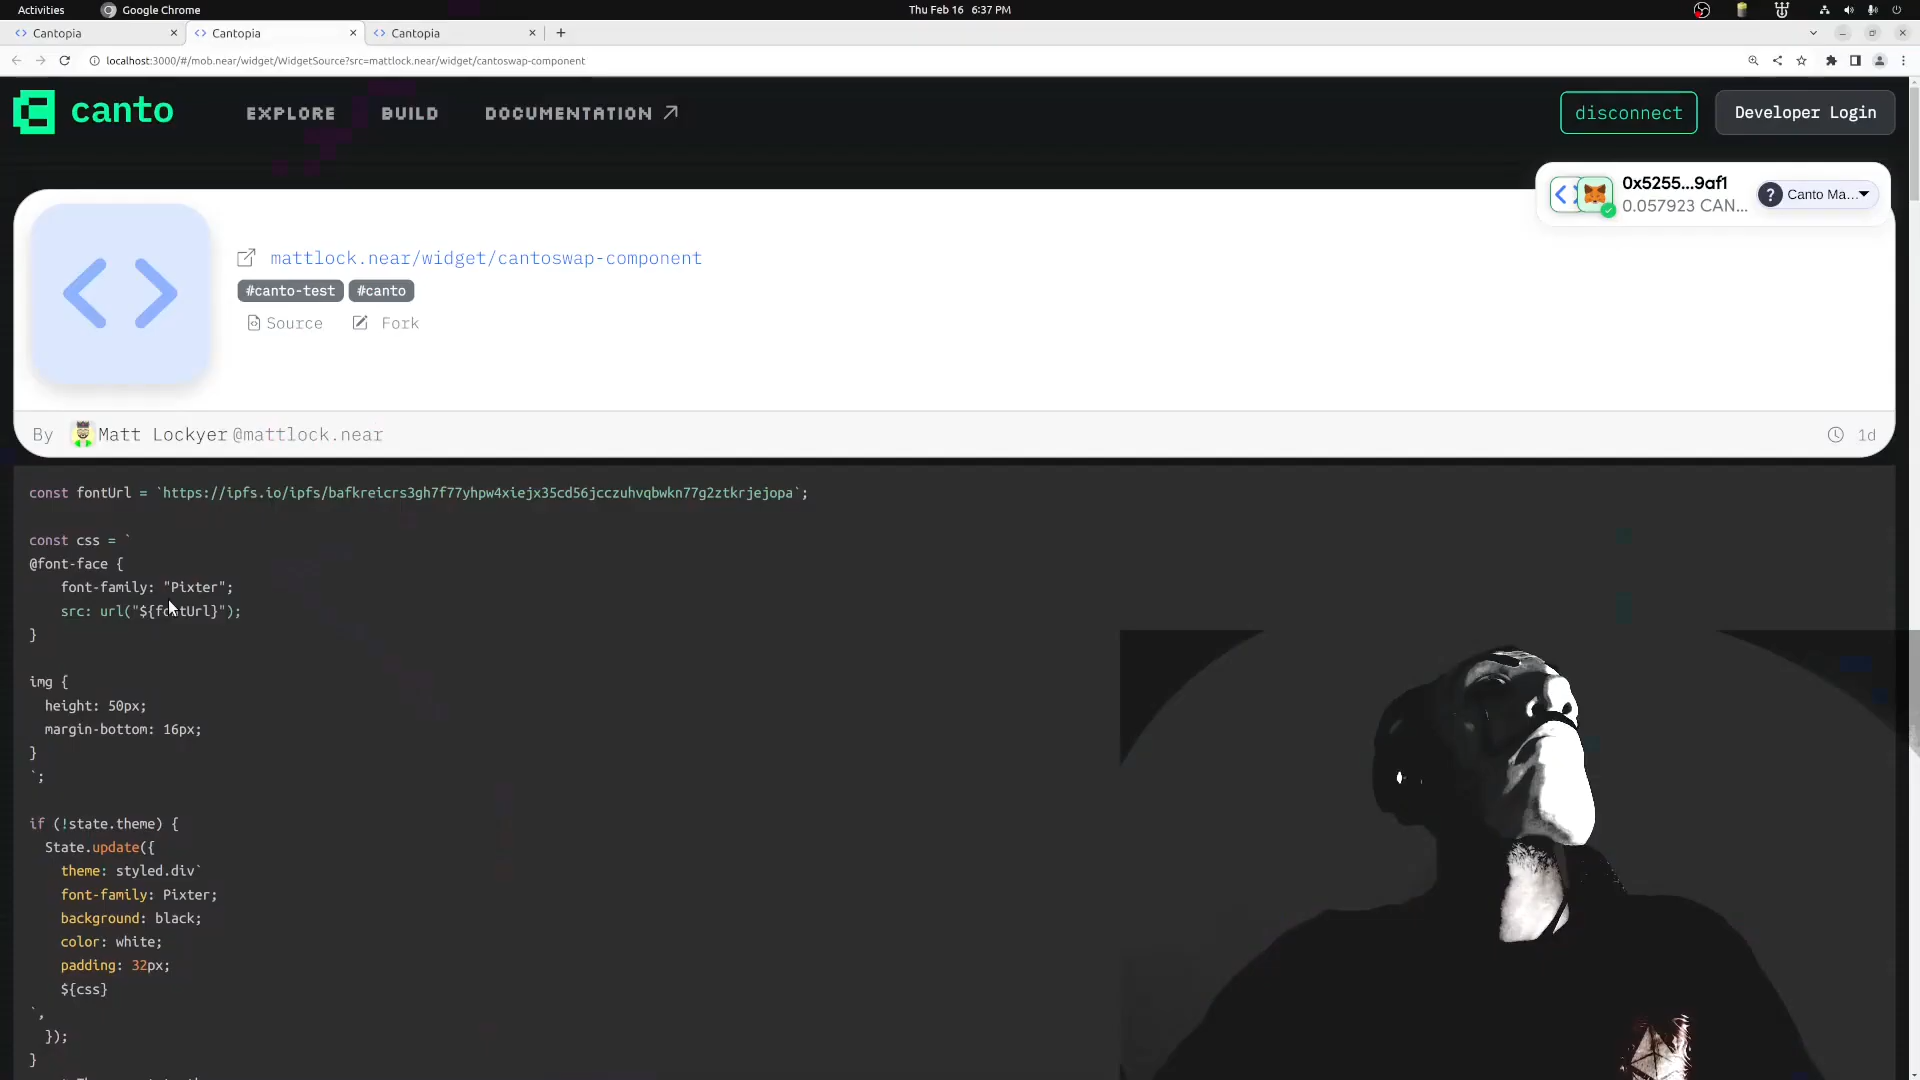 Activities Google Chrome Thu Feb 16 6:37 PM
Cantopia Cantopia Cantopia
localhost:3000/#/mob.near/widget/WidgetSource?src=mattlock.near/widget/cantoswap-component
canto EXPLORE BUILD DOCUMENTATION disconnect Developer Login
0x5255...9af1
0.057923 CAN...
? Canto Ma...
mattlock.near/widget/cantoswap-component
#canto-test #canto
Source Fork
By Matt Lockyer @mattlock.near 1d
const fontUrl = `https://ipfs.io/ipfs/bafkreicrs3gh7f77yhpw4xiejx35cd56jcczuhvqbwkn77g2ztkrjejopa`;
const css = `
@font-face {
font-family: "Pixter";
src: url("${fontUrl}");
}
img {
height: 50px;
margin-bottom: 16px;
}
`;
if (!state.theme) {
State.update({
theme: styled.div`
font-family: Pixter;
background: black;
color: white;
padding: 32px;
${css}
`,
});
}